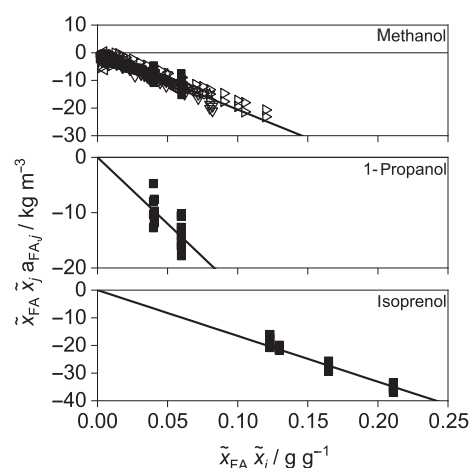 10
Methanol
0
−10
−20
−30
0
1-Propanol
−10
−20
0
Isoprenol
−10
−20
−30
−40
0.00 0.05 0.10 0.15 0.20 0.25
x̃FA x̃j aFA,j / kg m−3
x̃FA x̃j / g g−1